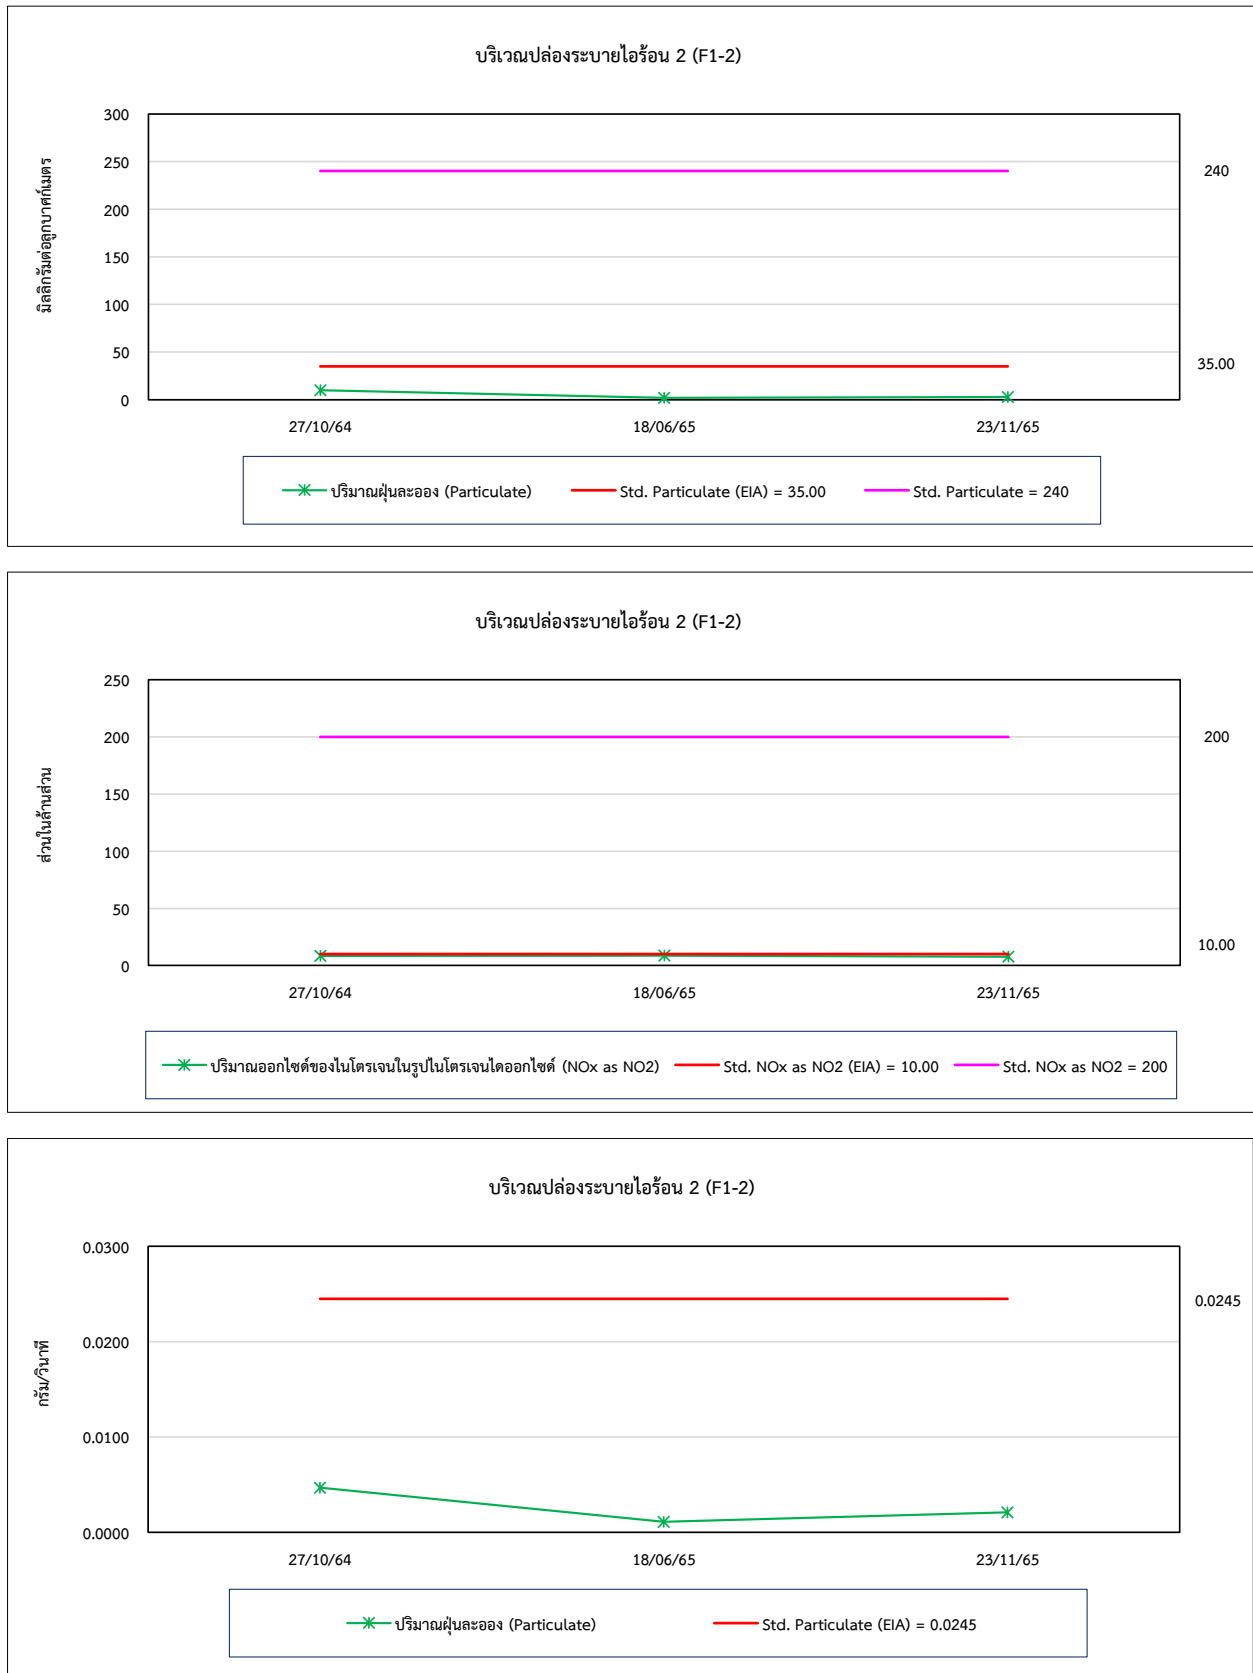 บริเวณปล่องระบายไอร้อน 2 (F1-2)
300
250
240
200
150
100
50
35.00
0
มิลลิกรัมต่อลูกบาศก์เมตร
27/10/64 18/06/65 23/11/65
ปริมาณฝุ่นละออง (Particulate) Std. Particulate (EIA) = 35.00 Std. Particulate = 240
บริเวณปล่องระบายไอร้อน 2 (F1-2)
250
200 200
150
100
50
10.00
0
ส่วนในล้านส่วน
27/10/64 18/06/65 23/11/65
ปริมาณออกไซด์ของไนโตรเจนในรูปไนโตรเจนไดออกไซด์ (NOx as NO2) Std. NOx as NO2 (EIA) = 10.00 Std. NOx as NO2 = 200
บริเวณปล่องระบายไอร้อน 2 (F1-2)
0.0300
0.0245
0.0200
0.0100
0.0000
กรัม/วินาที
27/10/64 18/06/65 23/11/65
ปริมาณฝุ่นละออง (Particulate) Std. Particulate (EIA) = 0.0245